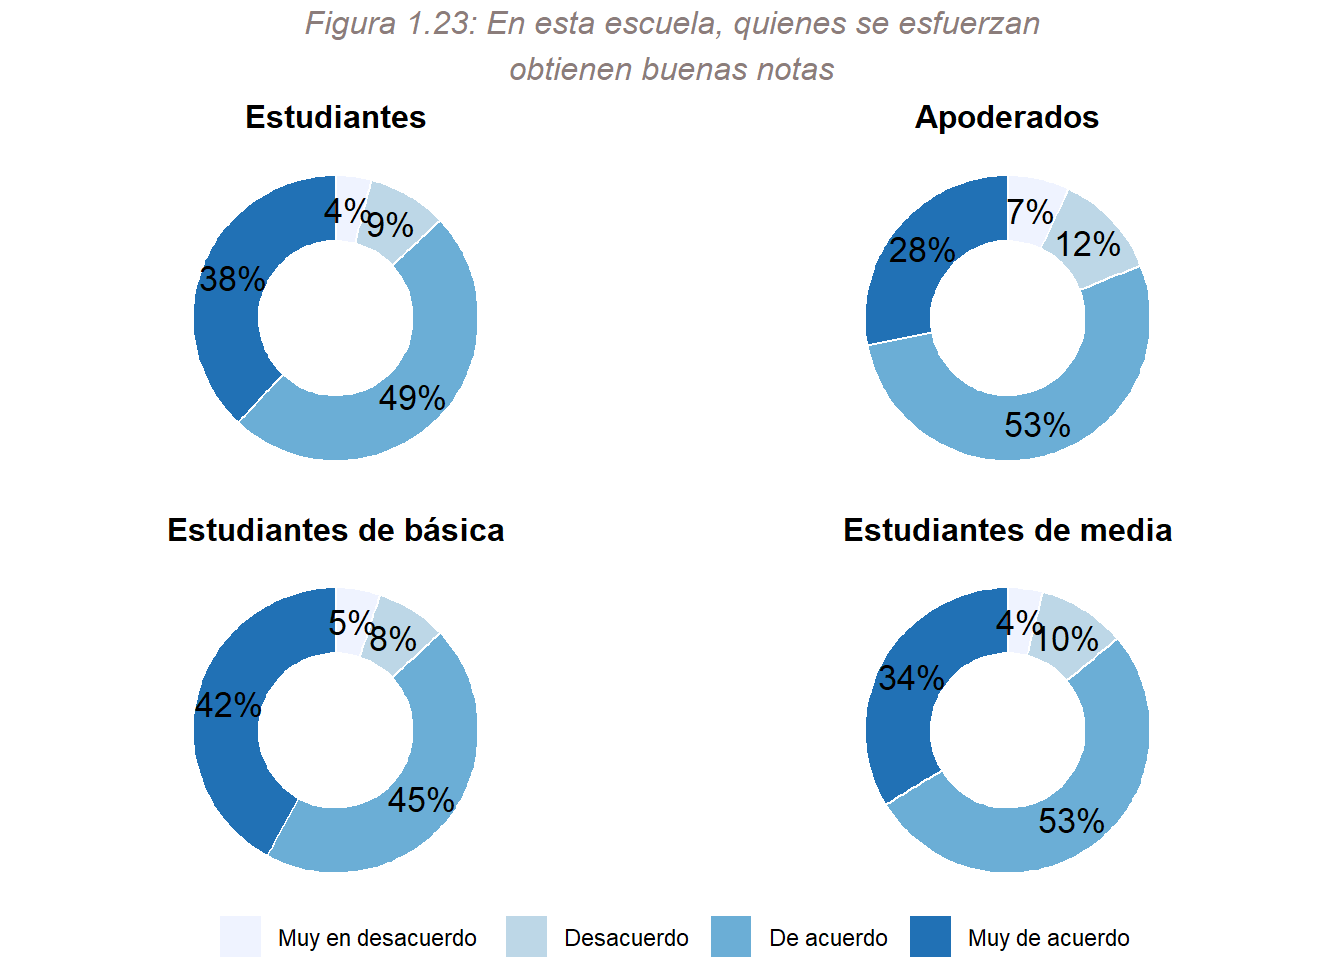 Figura 1.23: En esta escuela, quienes se esfuerzan
obtienen buenas notas
Estudiantes
4%
9%
49%
38%
Apoderados
7%
12%
53%
28%
Estudiantes de básica
5%
8%
45%
42%
Estudiantes de media
4%
10%
53%
34%
Muy en desacuerdo
Desacuerdo
De acuerdo
Muy de acuerdo